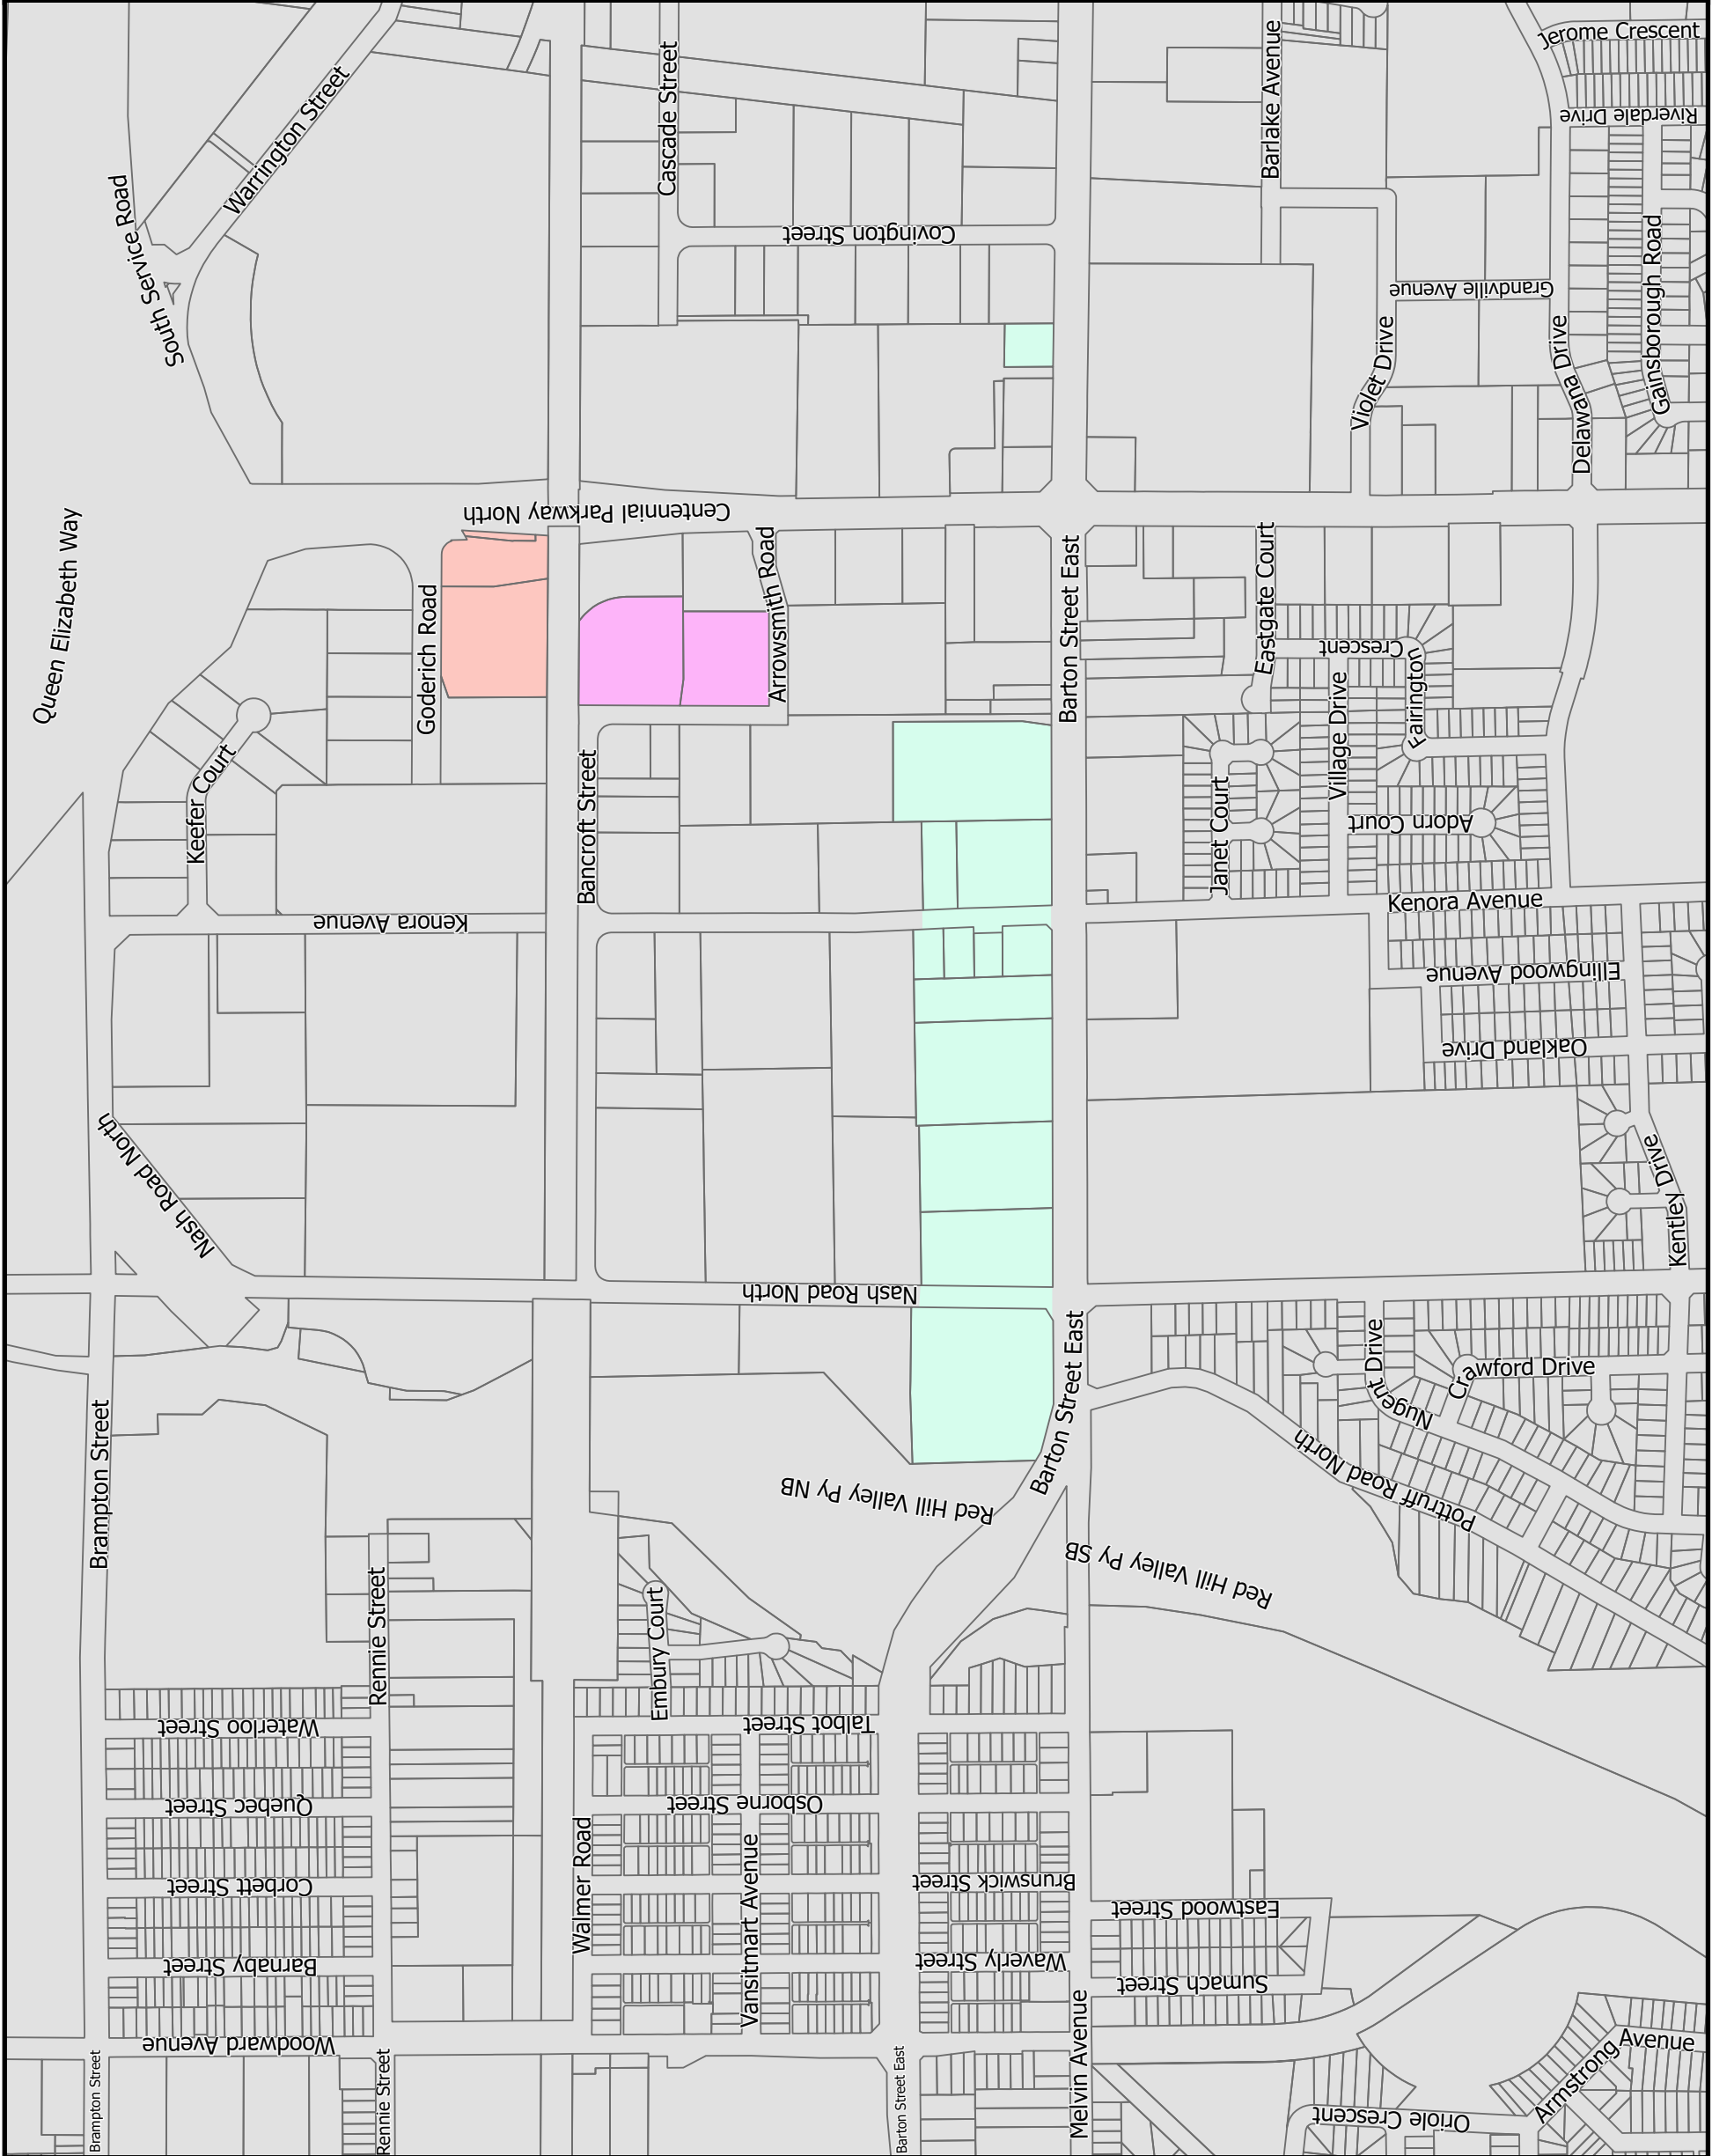 Jerome Crescent
Riverdale Drive
Barlake Avenue
Cascade Street
Warrington Street
South Service Road
Covington Street
Gainsborough Road
Grandville Avenue
Violet Drive
Delawana Drive
Centennial Parkway North
Queen Elizabeth Way
Arrowsmith Road
Barton Street East
Eastgate Court
Goderich Road
Crescent
Fairington
Village Drive
Keefer Court
Bancroft Street
Janet Court
Adorn Court
Kenora Avenue
Kenora Avenue
Ellingwood Avenue
Oakland Drive
Nash Road North
Kentley Drive
Nash Road North
Barton Street East
Nugent Drive
Crawford Drive
Brampton Street
Pottruff Road North
Red Hill Valley Py NB
Red Hill Valley Py SB
Rennie Street
Embury Court
Waterloo Street
Talbot Street
Quebec Street
Osborne Street
Walmer Road
Vansitmart Avenue
Corbett Street
Brunswick Street
Eastwood Street
Barnaby Street
Waverly Street
Sumach Street
Woodward Avenue
Melvin Avenue
Armstrong Avenue
Brampton Street
Rennie Street
Barton Street East
Oriole Crescent